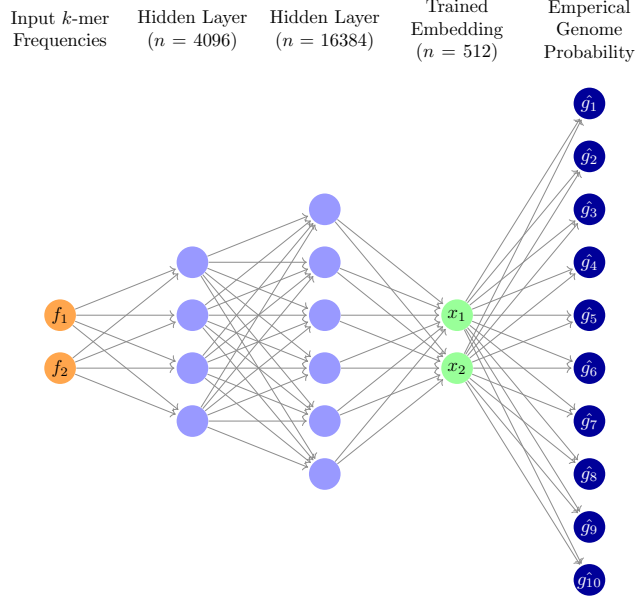 Input k-mer
Frequencies
Hidden Layer
(n = 4096)
Hidden Layer
(n = 16384)
Trained
Embedding
(n = 512)
Emperical
Genome
Probability
f₁
f₂
x₁
x₂
ĝ₁
ĝ₂
ĝ₃
ĝ₄
ĝ₅
ĝ₆
ĝ₇
ĝ₈
ĝ₉
ĝ₁₀